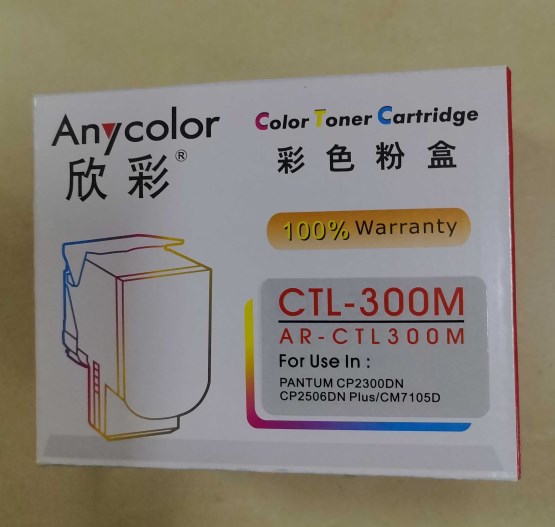 Anycolor
欣彩®
Color Toner Cartridge
彩色粉盒
100% Warranty
CTL-300M
AR-CTL300M
For Use In :
PANTUM CP2300DN
CP2506DN Plus/CM7105D